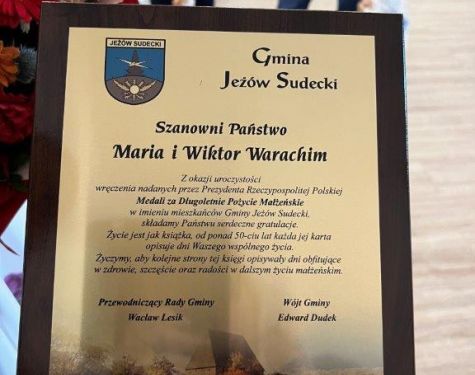 JEŻÓW SUDECKI
Gmina
Jeżów Sudecki
Szanowni Państwo
Maria i Wiktor Warachim
Z okazji uroczystości
wręczenia nadanych przez Prezydenta Rzeczypospolitej Polskiej
Medali za Długoletnie Pożycie Małżeńskie
w imieniu mieszkańców Gminy Jeżów Sudecki,
składamy Państwu serdeczne gratulacje.
Życie jest jak książka, od ponad 50-ciu lat każda jej karta
opisuje dni Waszego wspólnego życia.
Życzymy, aby kolejne strony tej księgi opisywały dni obfitujące
w zdrowie, szczęście oraz radości w dalszym życiu małżeńskim.
Przewodniczący Rady Gminy
Wacław Lesik
Wójt Gminy
Edward Dudek